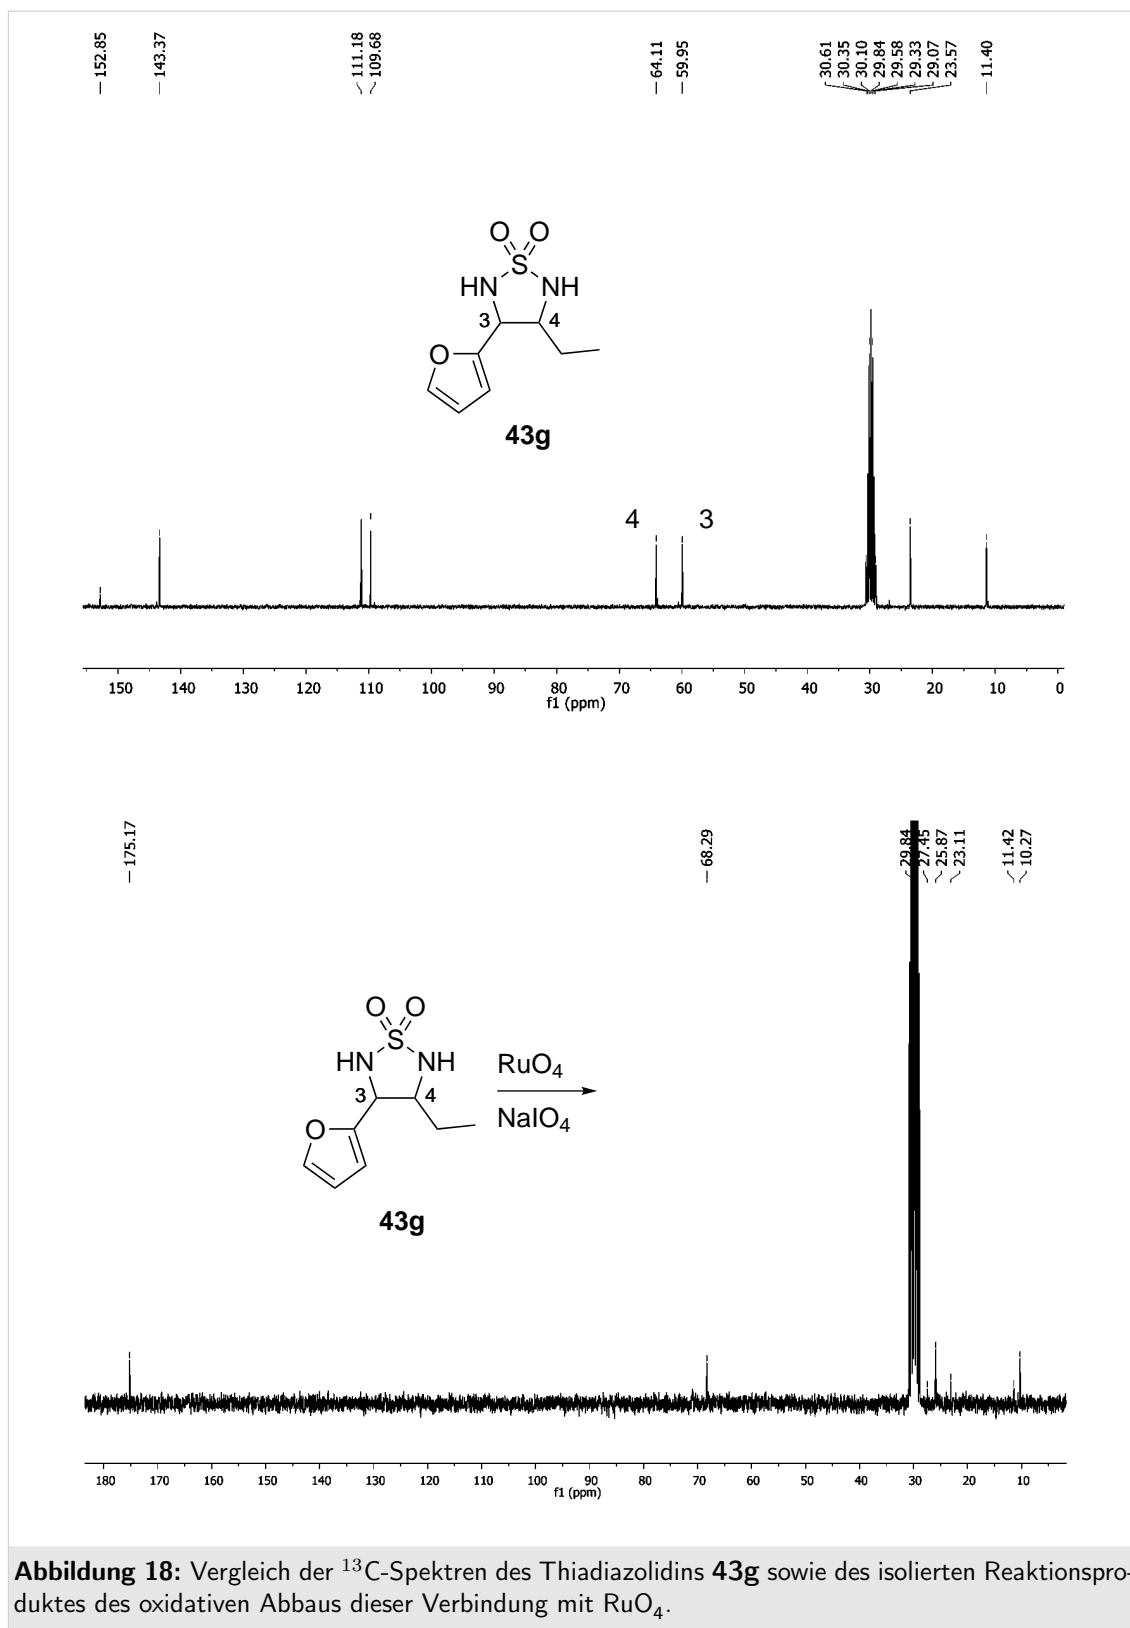 152.85
143.37
111.18
109.68
64.11
59.95
30.61
30.35
30.10
29.84
29.58
29.33
29.07
23.57
11.40
O O
S
HN NH
3 4
O
43g
4 3
150 140 130 120 110 100 90 80 70 60 50 40 30 20 10 0
f1 (ppm)
175.17
68.29
29.84
27.45
25.87
23.11
11.42
10.27
O O
S
HN NH
3 4
O
RuO4
NaIO4
43g
180 170 160 150 140 130 120 110 100 90 80 70 60 50 40 30 20 10
f1 (ppm)
Abbildung 18: Vergleich der 13C-Spektren des Thiadiazolidins 43g sowie des isolierten Reaktionspro-
duktes des oxidativen Abbaus dieser Verbindung mit RuO4.